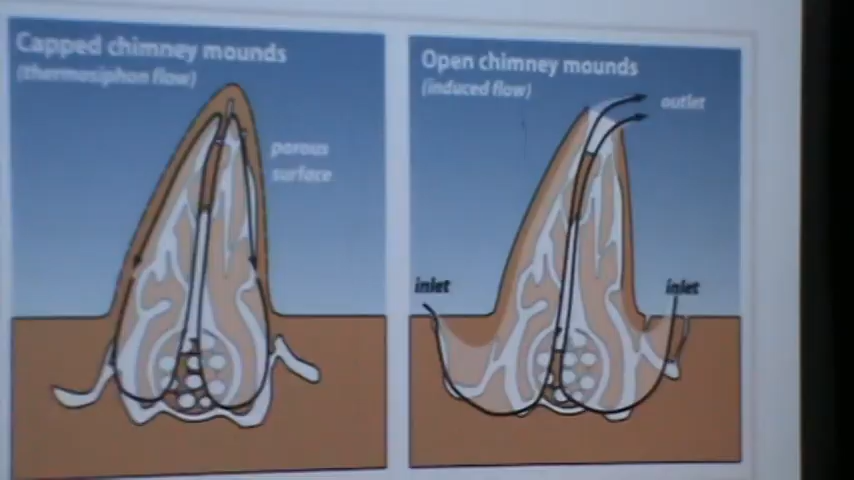 Capped chimney mounds
(thermosiphon flow)
porous
surface
Open chimney mounds
(induced flow)
outlet
inlet
inlet